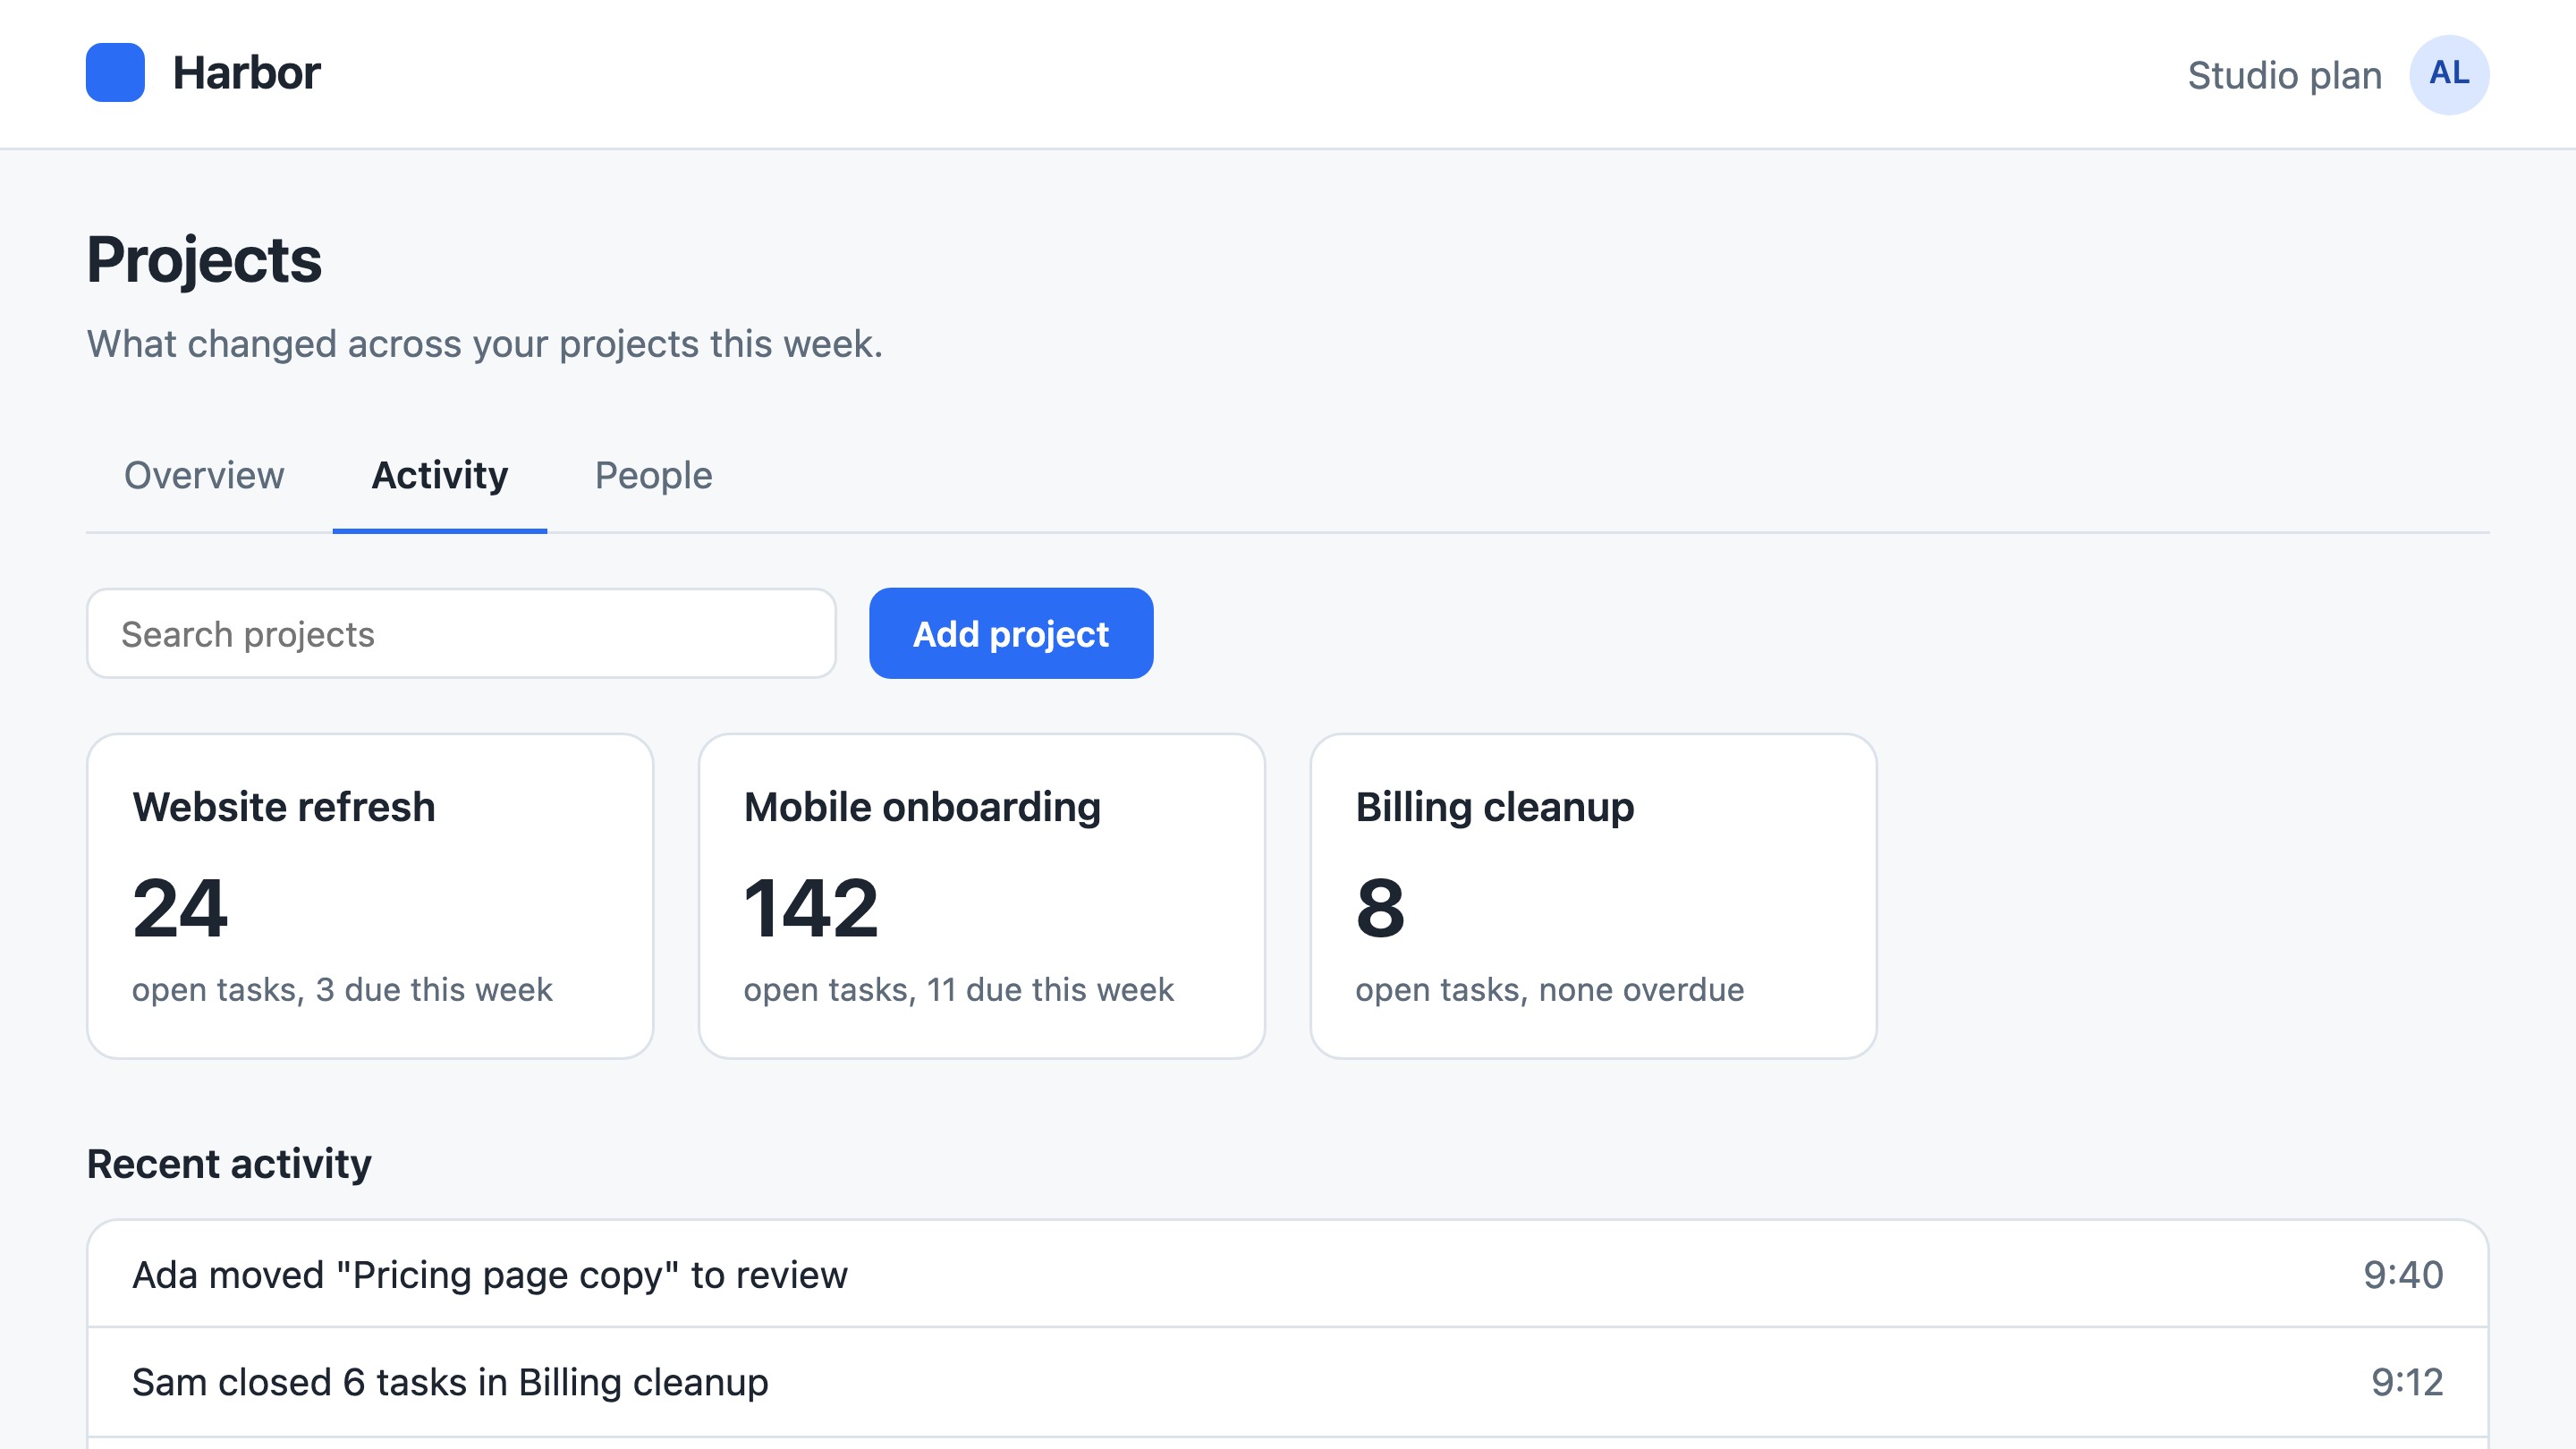 Harbor
Studio plan
AL
Projects
What changed across your projects this week.
Overview
Activity
People
Search projects
Add project
Website refresh
24
open tasks, 3 due this week
Mobile onboarding
142
open tasks, 11 due this week
Billing cleanup
8
open tasks, none overdue
Recent activity
Ada moved "Pricing page copy" to review
9:40
Sam closed 6 tasks in Billing cleanup
9:12